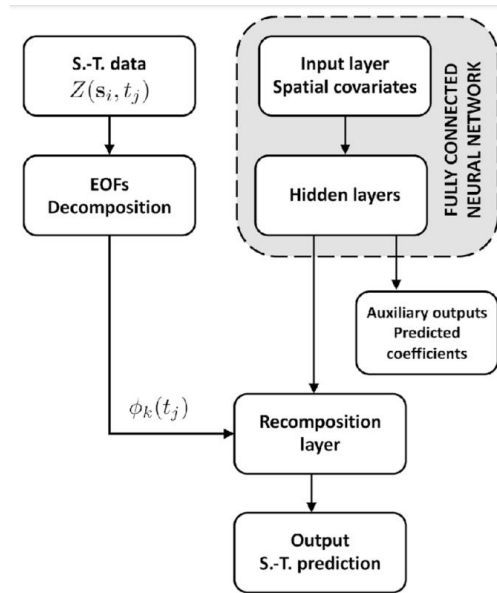 S.-T. data
Z(s_i, t_j)
EOFs
Decomposition
Input layer
Spatial covariates
Hidden layers
FULLY CONNECTED
NEURAL NETWORK
Auxiliary outputs
Predicted
coefficients
ϕ_k(t_j)
Recomposition
layer
Output
S.-T. prediction